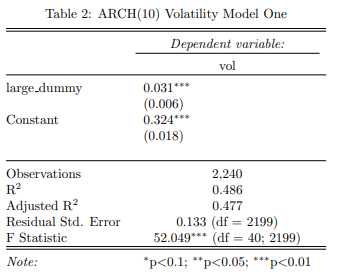 Table 2: ARCH(10) Volatility Model One
Dependent variable:
vol
large_dummy 0.031***
(0.006)
Constant 0.324***
(0.018)
Observations 2,240
R2 0.486
Adjusted R2 0.477
Residual Std. Error 0.133 (df = 2199)
F Statistic 52.049*** (df = 40; 2199)
Note: *p<0.1; **p<0.05; ***p<0.01